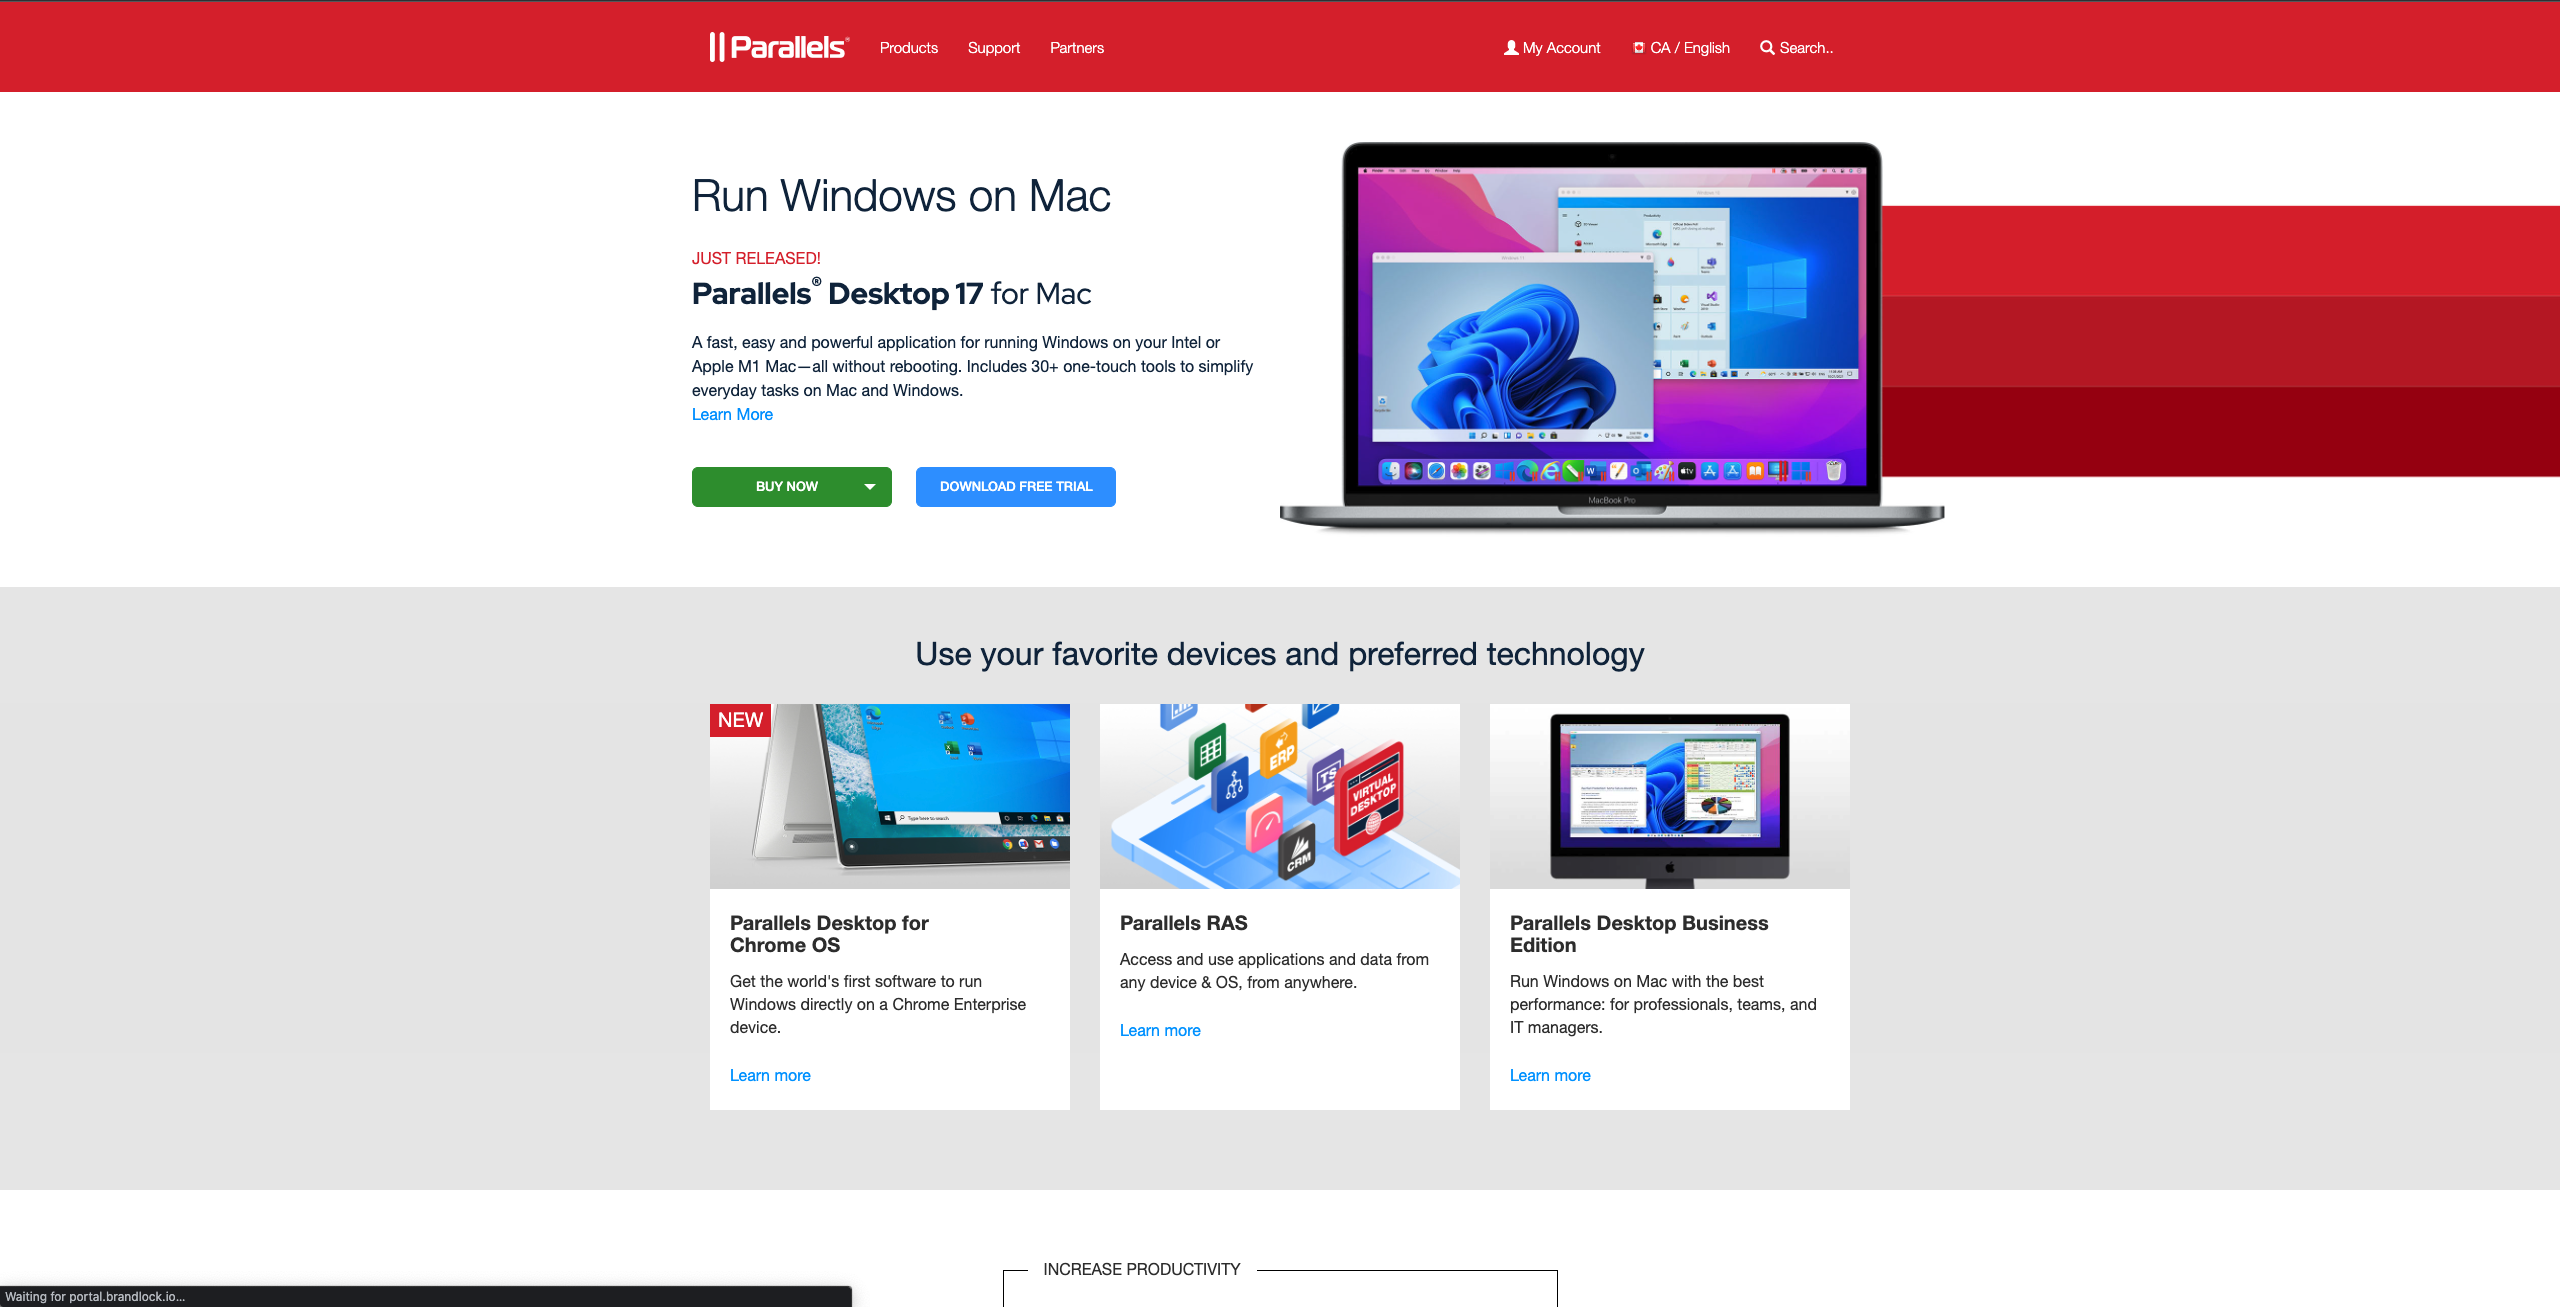 Parallels®
Products
Support
Partners
My Account
CA / English
Search..
Run Windows on Mac
JUST RELEASED!
Parallels® Desktop 17 for Mac
A fast, easy and powerful application for running Windows on your Intel or
Apple M1 Mac—all without rebooting. Includes 30+ one-touch tools to simplify
everyday tasks on Mac and Windows.
Learn More
BUY NOW
DOWNLOAD FREE TRIAL
MacBook Pro
Use your favorite devices and preferred technology
NEW
Type here to search
ERP
TS
VIRTUAL
DESKTOP
CRM
Parallels Desktop for
Chrome OS
Get the world's first software to run
Windows directly on a Chrome Enterprise
device.
Learn more
Parallels RAS
Access and use applications and data from
any device & OS, from anywhere.
Learn more
Parallels Desktop Business
Edition
Run Windows on Mac with the best
performance: for professionals, teams, and
IT managers.
Learn more
INCREASE PRODUCTIVITY
Waiting for portal.brandlock.io...